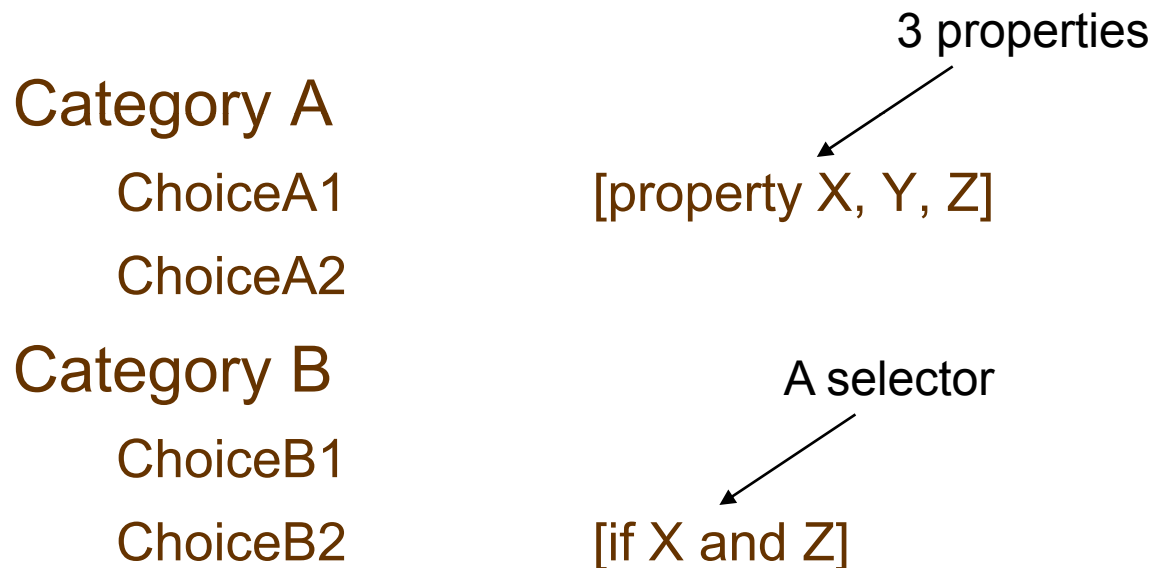 3 properties
Category A
ChoiceA1 [property X, Y, Z]
ChoiceA2
Category B
A selector
ChoiceB1
ChoiceB2 [if X and Z]